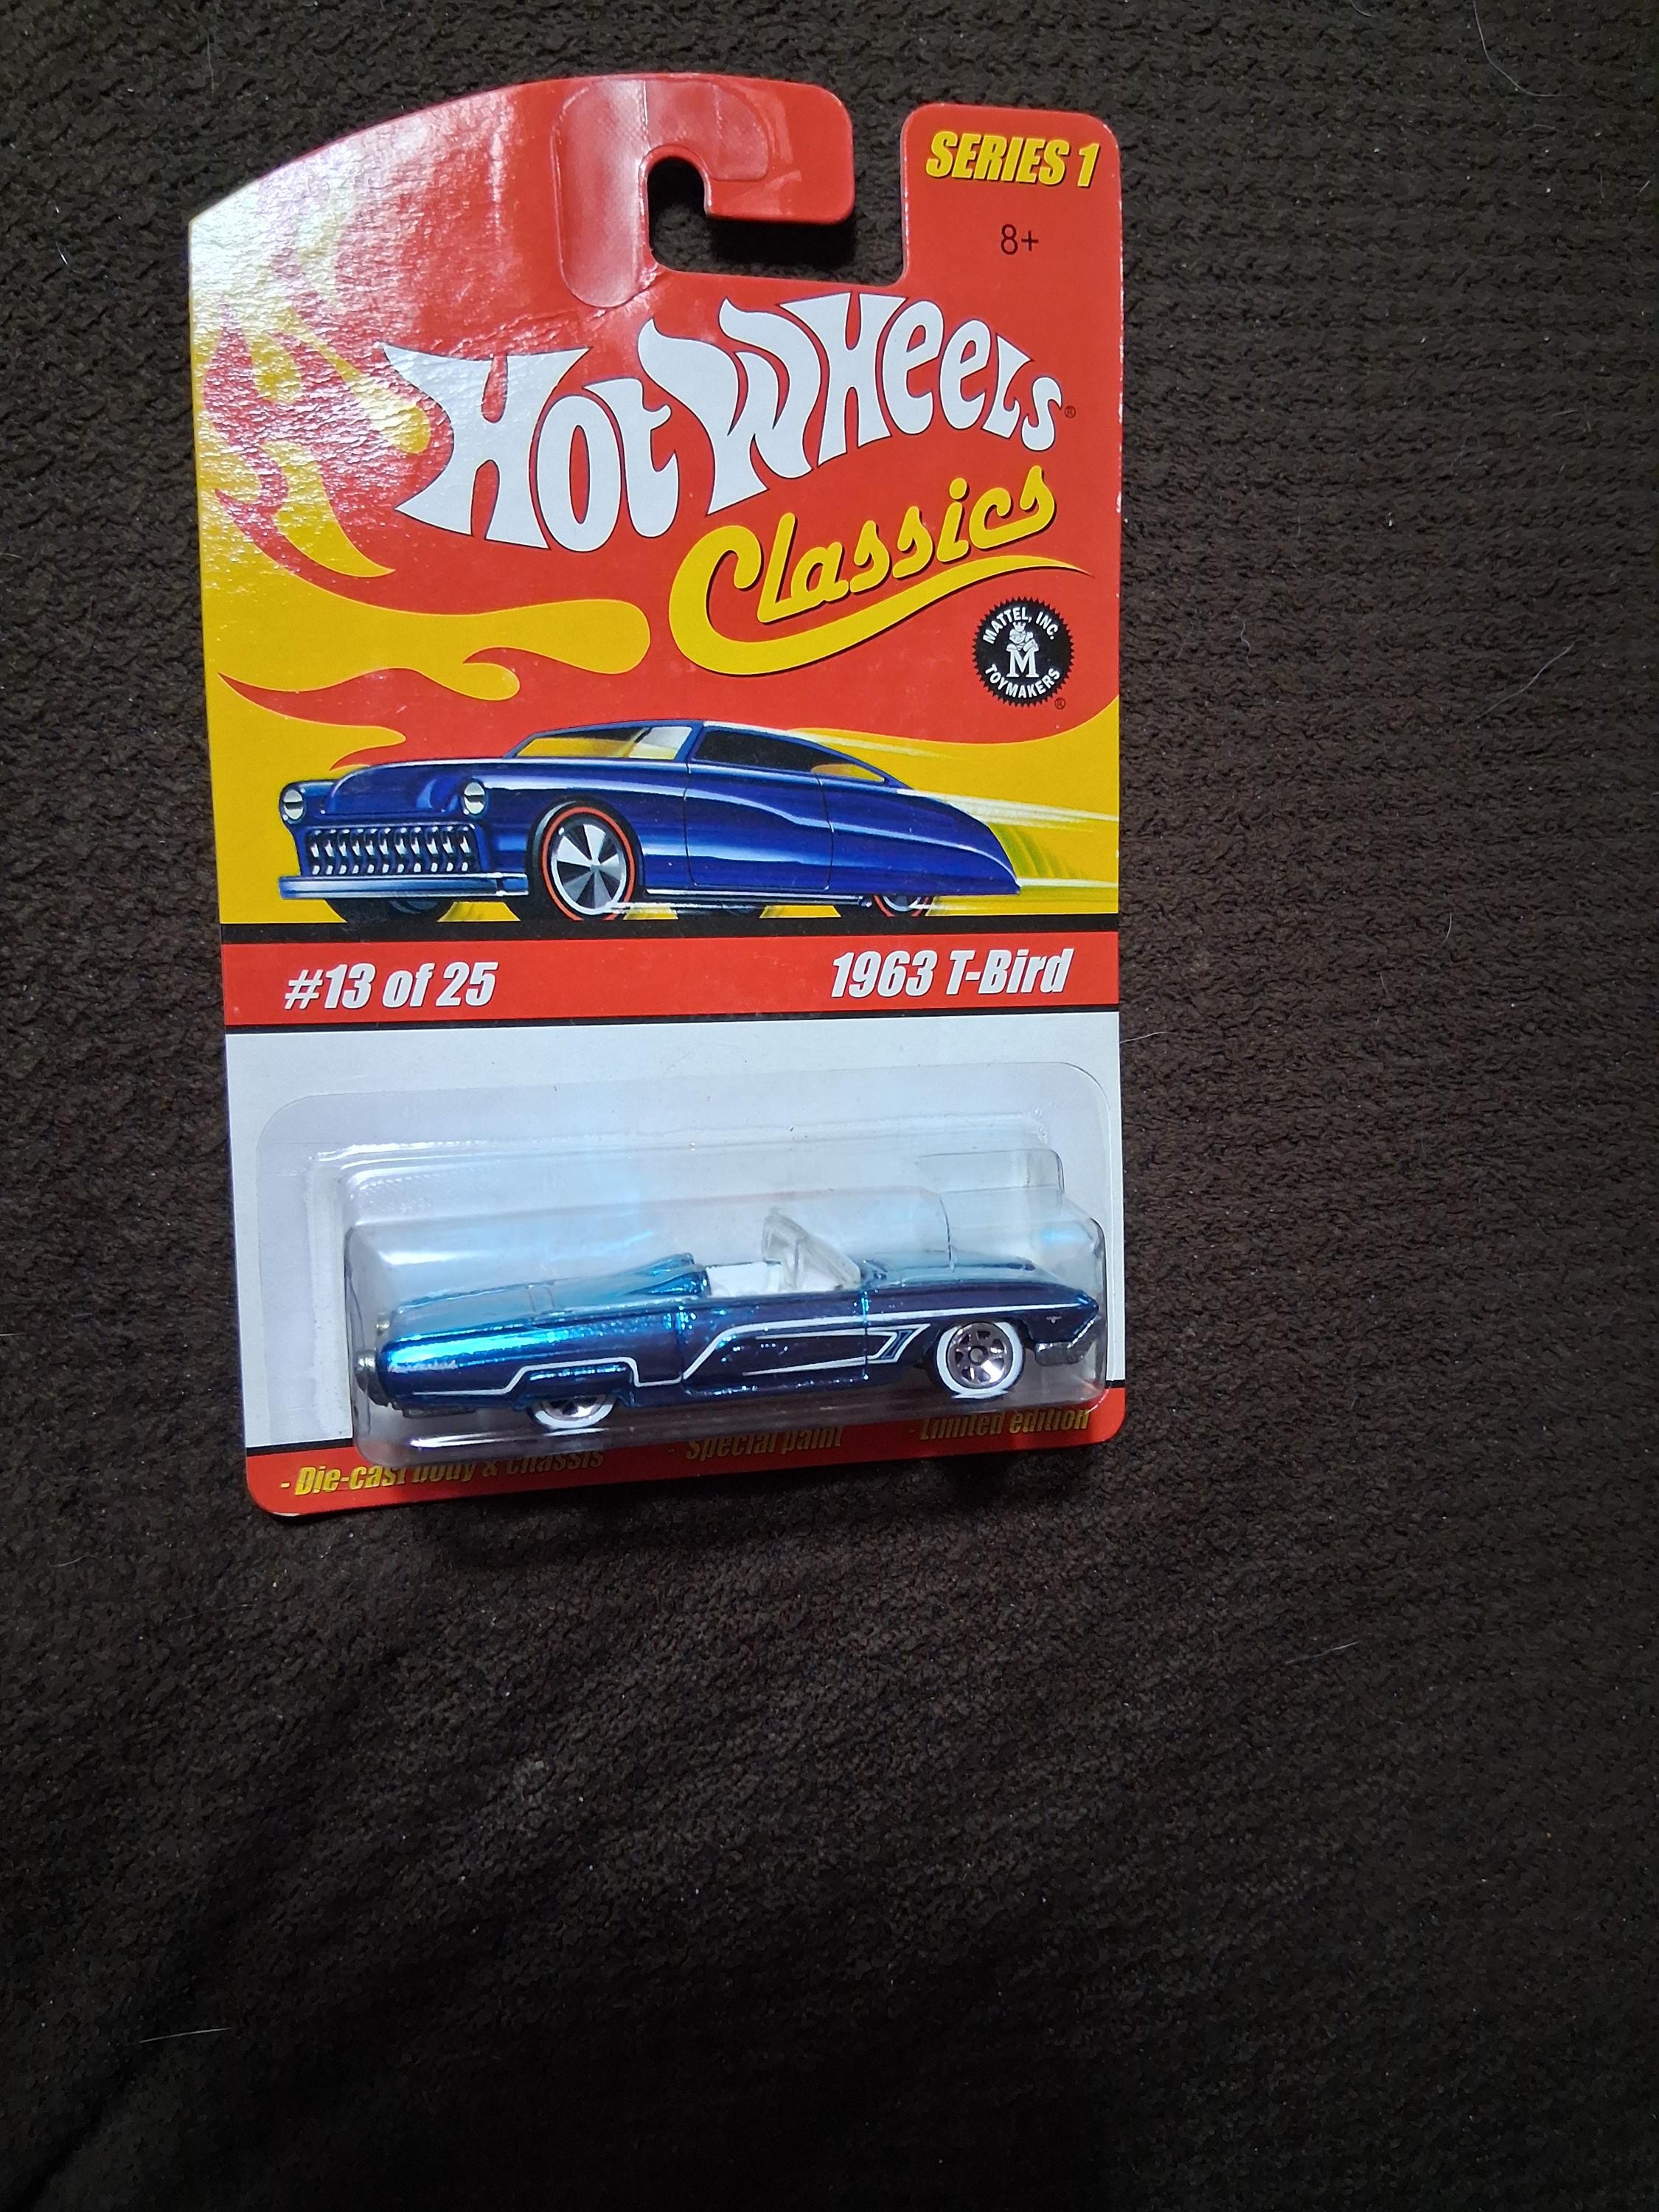 SERIES 1
8+
Hot Wheels®
Classics
MATTEL, INC.
M
TOYMAKERS
®
#13 of 25
1963 T-Bird
Thunderbird
- Die-cast body & chassis
- Special paint
- Limited edition